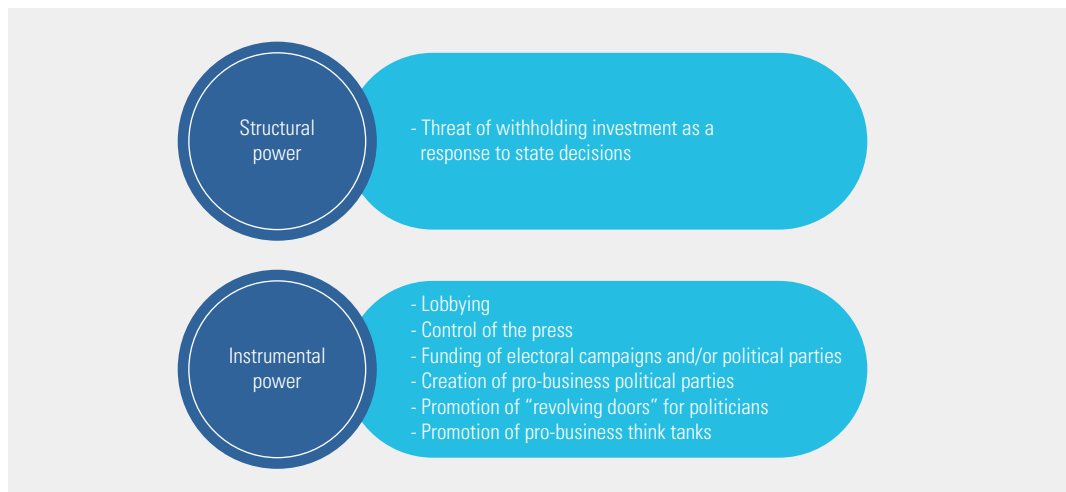 Structural
power
- Threat of withholding investment as a
response to state decisions
Instrumental
power
- Lobbying
- Control of the press
- Funding of electoral campaigns and/or political parties
- Creation of pro-business political parties
- Promotion of “revolving doors” for politicians
- Promotion of pro-business think tanks